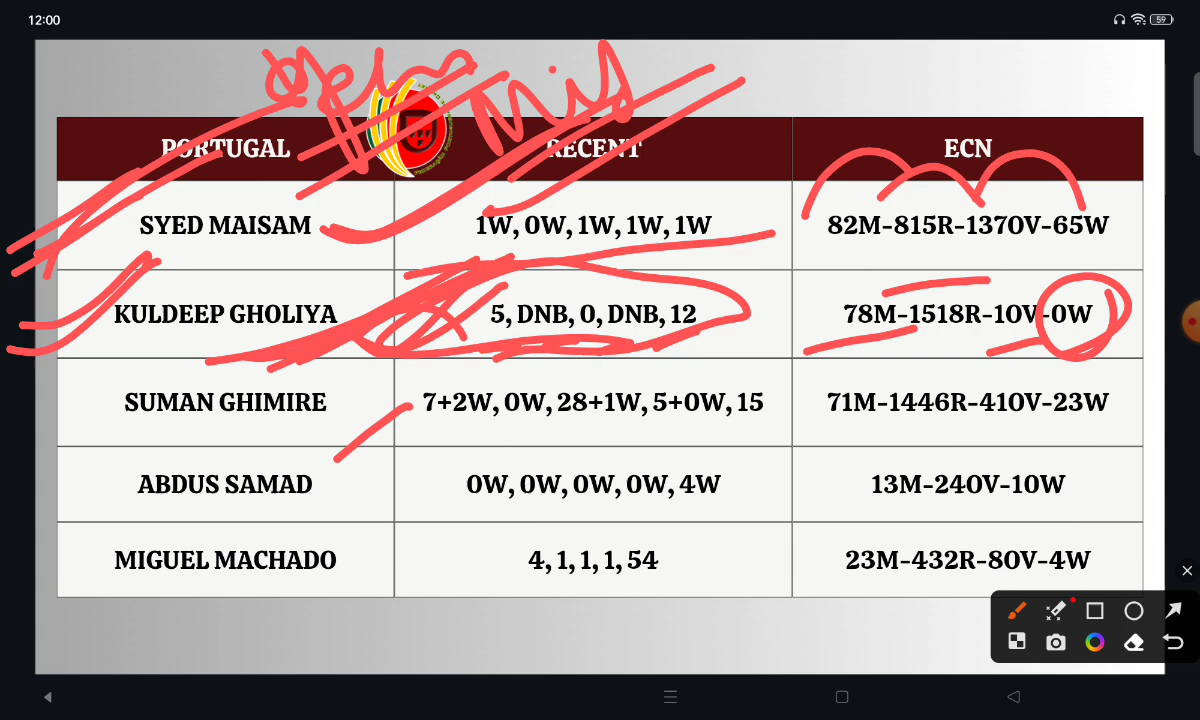 12:00
59
Mis
PORTUGAL RECENT ECN
SYED MAISAM 1W, 0W, 1W, 1W, 1W 82M-815R-137OV-65W
KULDEEP GHOLIYA 5, DNB, 0, DNB, 12 78M-1518R-1OV-0W
SUMAN GHIMIRE 7+2W, 0W, 28+1W, 5+0W, 15 71M-1446R-41OV-23W
ABDUS SAMAD 0W, 0W, 0W, 0W, 4W 13M-24OV-10W
MIGUEL MACHADO 4, 1, 1, 1, 54 23M-432R-8OV-4W